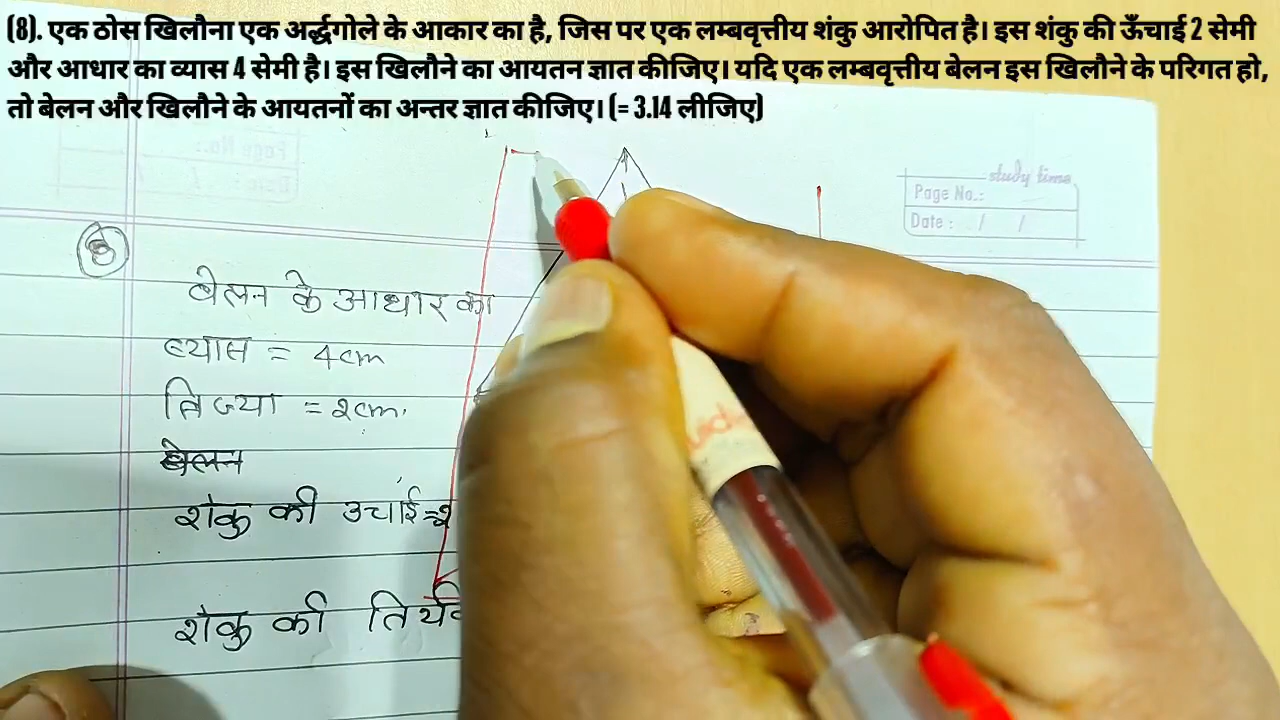 (8). एक ठोस खिलौना एक अर्द्धगोले के आकार का है, जिस पर एक लम्बवृत्तीय शंकु आरोपित है। इस शंकु की ऊँचाई 2 सेमी
और आधार का व्यास 4 सेमी है। इस खिलौने का आयतन ज्ञात कीजिए। यदि एक लम्बवृत्तीय बेलन इस खिलौने के परिगत हो,
तो बेलन और खिलौने के आयतनों का अन्तर ज्ञात कीजिए। (= 3.14 लीजिए)
study time
Page No.:
Date : / /
8
बेलन के आधार का
व्यास = 4cm
त्रिज्या = 2cm.
बेलन
शंकु की उचाई =2
शंकु की